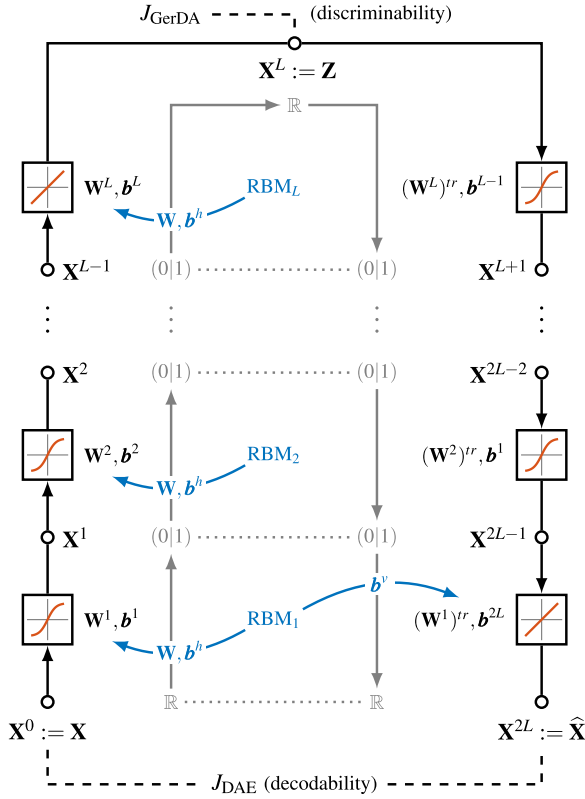 J_GerDA (discriminability)
X^L := Z
ℝ
W^L, b^L
RBM_L
(W^L)^tr, b^{L−1}
W, b^h
X^{L−1}
(0|1)
(0|1)
X^{L+1}
X^2
(0|1)
(0|1)
X^{2L−2}
W^2, b^2
RBM_2
(W^2)^tr, b^1
W, b^h
X^1
(0|1)
(0|1)
X^{2L−1}
b^v
W^1, b^1
RBM_1
(W^1)^tr, b^{2L}
W, b^h
ℝ
ℝ
X^0 := X
X^{2L} := X̂
J_DAE (decodability)